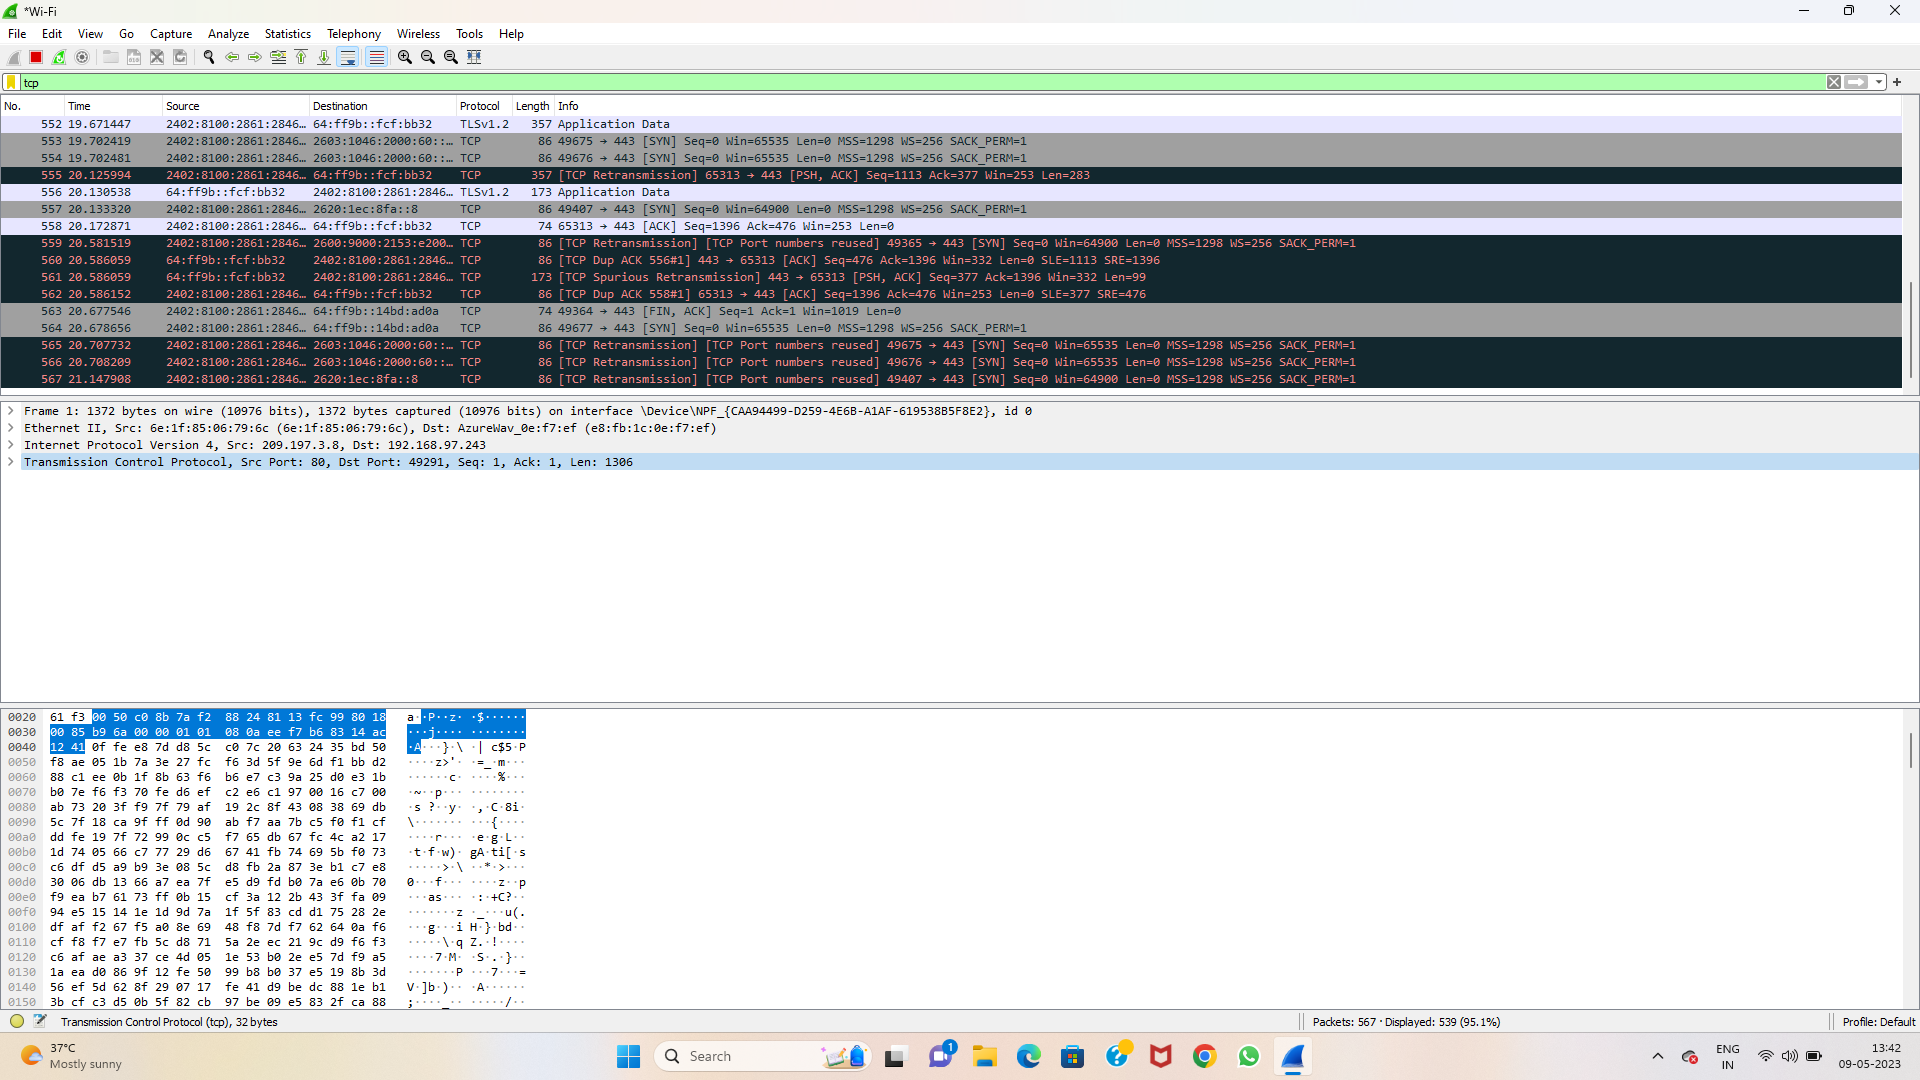 *Wi-Fi
File Edit View Go Capture Analyze Statistics Telephony Wireless Tools Help
tcp
No. Time Source Destination Protocol Length Info
552 19.671447 2402:8100:2861:2846… 64:ff9b::fcf:bb32 TLSv1.2 357 Application Data
553 19.702419 2402:8100:2861:2846… 2603:1046:2000:60::… TCP 86 49675 → 443 [SYN] Seq=0 Win=65535 Len=0 MSS=1298 WS=256 SACK_PERM=1
554 19.702481 2402:8100:2861:2846… 2603:1046:2000:60::… TCP 86 49676 → 443 [SYN] Seq=0 Win=65535 Len=0 MSS=1298 WS=256 SACK_PERM=1
555 20.125994 2402:8100:2861:2846… 64:ff9b::fcf:bb32 TCP 357 [TCP Retransmission] 65313 → 443 [PSH, ACK] Seq=1113 Ack=377 Win=253 Len=283
556 20.130538 64:ff9b::fcf:bb32 2402:8100:2861:2846… TLSv1.2 173 Application Data
557 20.133320 2402:8100:2861:2846… 2620:1ec:8fa::8 TCP 86 49407 → 443 [SYN] Seq=0 Win=64900 Len=0 MSS=1298 WS=256 SACK_PERM=1
558 20.172871 2402:8100:2861:2846… 64:ff9b::fcf:bb32 TCP 74 65313 → 443 [ACK] Seq=1396 Ack=476 Win=253 Len=0
559 20.581519 2402:8100:2861:2846… 2600:9000:2153:e200… TCP 86 [TCP Retransmission] [TCP Port numbers reused] 49365 → 443 [SYN] Seq=0 Win=64900 Len=0 MSS=1298 WS=256 SACK_PERM=1
560 20.586059 64:ff9b::fcf:bb32 2402:8100:2861:2846… TCP 86 [TCP Dup ACK 556#1] 443 → 65313 [ACK] Seq=476 Ack=1396 Win=332 Len=0 SLE=1113 SRE=1396
561 20.586059 64:ff9b::fcf:bb32 2402:8100:2861:2846… TCP 173 [TCP Spurious Retransmission] 443 → 65313 [PSH, ACK] Seq=377 Ack=1396 Win=332 Len=99
562 20.586152 2402:8100:2861:2846… 64:ff9b::fcf:bb32 TCP 86 [TCP Dup ACK 558#1] 65313 → 443 [ACK] Seq=1396 Ack=476 Win=253 Len=0 SLE=377 SRE=476
563 20.677546 2402:8100:2861:2846… 64:ff9b::14bd:ad0a TCP 74 49364 → 443 [FIN, ACK] Seq=1 Ack=1 Win=1019 Len=0
564 20.678656 2402:8100:2861:2846… 64:ff9b::14bd:ad0a TCP 86 49677 → 443 [SYN] Seq=0 Win=65535 Len=0 MSS=1298 WS=256 SACK_PERM=1
565 20.707732 2402:8100:2861:2846… 2603:1046:2000:60::… TCP 86 [TCP Retransmission] [TCP Port numbers reused] 49675 → 443 [SYN] Seq=0 Win=65535 Len=0 MSS=1298 WS=256 SACK_PERM=1
566 20.708209 2402:8100:2861:2846… 2603:1046:2000:60::… TCP 86 [TCP Retransmission] [TCP Port numbers reused] 49676 → 443 [SYN] Seq=0 Win=65535 Len=0 MSS=1298 WS=256 SACK_PERM=1
567 21.147908 2402:8100:2861:2846… 2620:1ec:8fa::8 TCP 86 [TCP Retransmission] [TCP Port numbers reused] 49407 → 443 [SYN] Seq=0 Win=64900 Len=0 MSS=1298 WS=256 SACK_PERM=1
Frame 1: 1372 bytes on wire (10976 bits), 1372 bytes captured (10976 bits) on interface \Device\NPF_{CAA94499-D259-4E6B-A1AF-619538B5F8E2}, id 0
Ethernet II, Src: 6e:1f:85:06:79:6c (6e:1f:85:06:79:6c), Dst: AzureWav_0e:f7:ef (e8:fb:1c:0e:f7:ef)
Internet Protocol Version 4, Src: 209.197.3.8, Dst: 192.168.97.243
Transmission Control Protocol, Src Port: 80, Dst Port: 49291, Seq: 1, Ack: 1, Len: 1306
0020 61 f3 00 50 c0 8b 7a f2 88 24 81 13 fc 99 80 18 a··P··z· ·$······
0030 00 85 b9 6a 00 00 01 01 08 0a ee f7 b6 83 14 ac ···j···· ········
0040 12 41 0f fe e8 7d d8 5c c0 7c 20 63 24 35 bd 50 ·A···}·\ ·| c$5·P
0050 f8 ae 05 1b 7a 3e 27 fc f6 3d 5f 9e 6d f1 bb d2 ····z>'· ·=_·m···
0060 88 c1 ee 0b 1f 8b 63 f6 b6 e7 c3 9a 25 d0 e3 1b ······c· ····%···
0070 b0 7e f6 f3 70 fe d6 ef c2 e6 c1 97 00 16 c7 00 ·~··p··· ········
0080 ab 73 20 3f f9 7f 79 af 19 2c 8f 43 08 38 69 db ·s ?··y· ·,·C·8i·
0090 5c 7f 18 ca 9f ff 0d 90 ab f7 aa 7b c5 f0 f1 cf \······· ···{····
00a0 dd fe 19 7f 72 99 0c c5 f7 65 db 67 fc 4c a2 17 ····r··· ·e·g·L··
00b0 1d 74 05 66 c7 77 29 d6 67 41 fb 74 69 5b f0 73 ·t·f·w)· gA·ti[·s
00c0 c6 df d5 a9 b9 3e 08 5c d8 fb 2a 87 3e b1 c7 e8 ·····>·\ ··*·>···
00d0 30 06 db 13 66 a7 ea 7f e5 d9 fd b0 7a e6 0b 70 0···f··· ····z··p
00e0 f9 ea b7 61 73 ff 0b 15 cf 3a 12 2b 43 3f fa 09 ···as··· ·:·+C?··
00f0 94 e5 15 14 1e 1d 9d 7a 1f 5f 83 cd d1 75 28 2e ·······z ·_···u(.
0100 df af f2 67 f5 a0 8e 69 48 f8 7d f7 62 64 0a f6 ···g···i H·}·bd··
0110 cf f8 f7 e7 fb 5c d8 71 5a 2e ec 21 9c d9 f6 f3 ·····\·q Z.·!····
0120 c6 af ae a3 37 ce 4d 05 1e 53 b0 2e e5 7d f9 a5 ····7·M· ·S·.·}··
0130 1a ea d0 86 9f 12 fe 50 99 b8 b0 37 e5 19 8b 3d ·······P ···7···=
0140 56 ef 5d 62 8f 29 07 17 fe 41 d9 be dc 88 1e b1 V·]b·)·· ·A······
0150 3b cf c3 d5 0b 5f 82 cb 97 be 09 e5 83 2f ca 88 ;····_·· ·····/··
Transmission Control Protocol (tcp), 32 bytes Packets: 567 · Displayed: 539 (95.1%) Profile: Default
37°C
Mostly sunny
Search
1
ENG
IN
13:42
09-05-2023